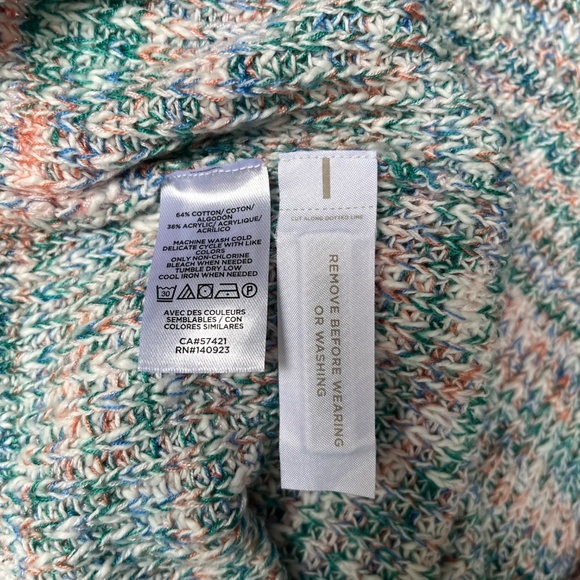 64% COTTON/ COTON/
ALGODÓN
36% ACRYLIC/ ACRYLIQUE/
ACRÍLICO
MACHINE WASH COLD
DELICATE CYCLE WITH LIKE
COLORS
ONLY NON-CHLORINE
BLEACH WHEN NEEDED
TUMBLE DRY LOW
COOL IRON WHEN NEEDED
30 P
AVEC DES COULEURS
SEMBLABLES / CON
COLORES SIMILARES
CA#57421
RN#140923
CUT ALONG DOTTED LINE
REMOVE BEFORE WEARING
OR WASHING